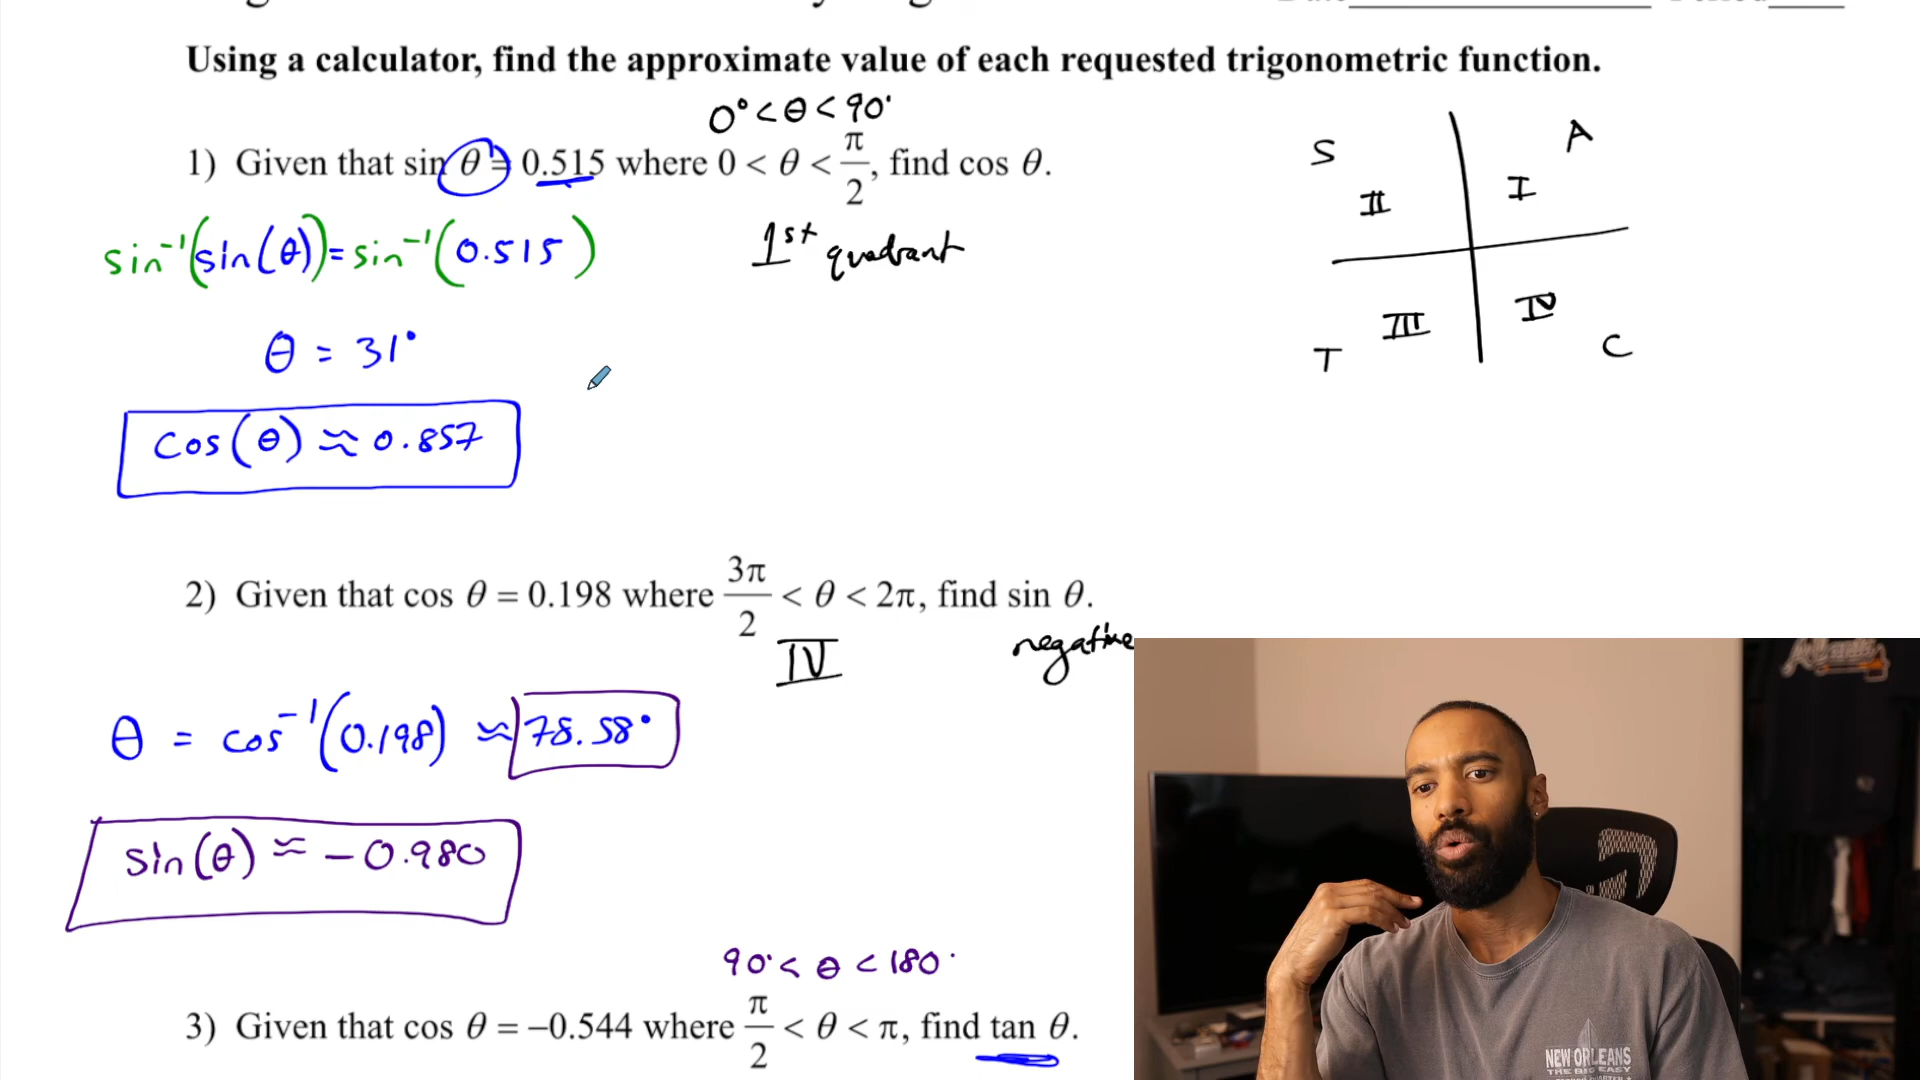 Using a calculator, find the approximate value of each requested trigonometric function.
0° < θ < 90°
1) Given that sin θ = 0.515 where 0 < θ < π/2, find cos θ.
sin⁻¹(sin(θ)) = sin⁻¹(0.515)
1st quadrant
θ = 31°
cos(θ) ≈ 0.857
S
A
II
I
III
IV
T
C
2) Given that cos θ = 0.198 where 3π/2 < θ < 2π, find sin θ.
IV
negative
θ = cos⁻¹(0.198) ≈ 78.58°
sin(θ) ≈ −0.980
90° < θ < 180°
3) Given that cos θ = −0.544 where π/2 < θ < π, find tan θ.
NEW ORLEANS
THE BIG EASY